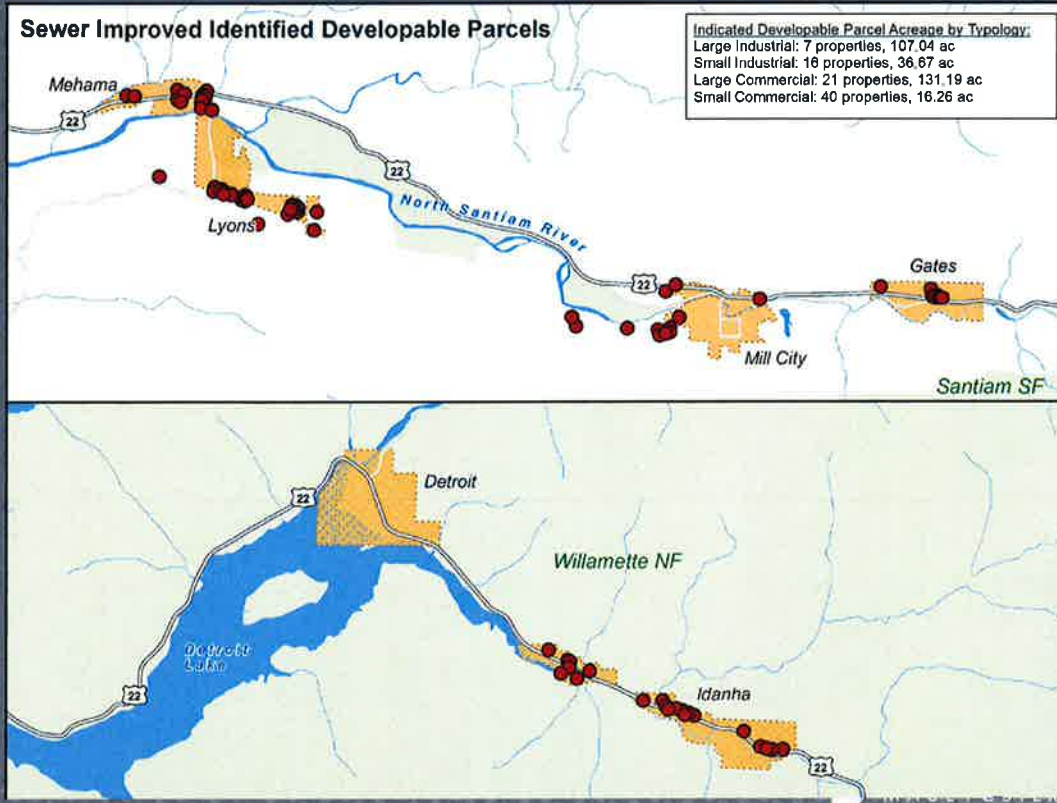 Sewer Improved Identified Developable Parcels
Indicated Developable Parcel Acreage by Typology:
Large Industrial: 7 properties, 107.04 ac
Small Industrial: 16 properties, 36.67 ac
Large Commercial: 21 properties, 131.19 ac
Small Commercial: 40 properties, 16.26 ac
Mehama
22
22
North Santiam River
Lyons
Gates
22
Mill City
Santiam SF
Detroit
22
Willamette NF
Detroit
Lake
22
Idanha
22